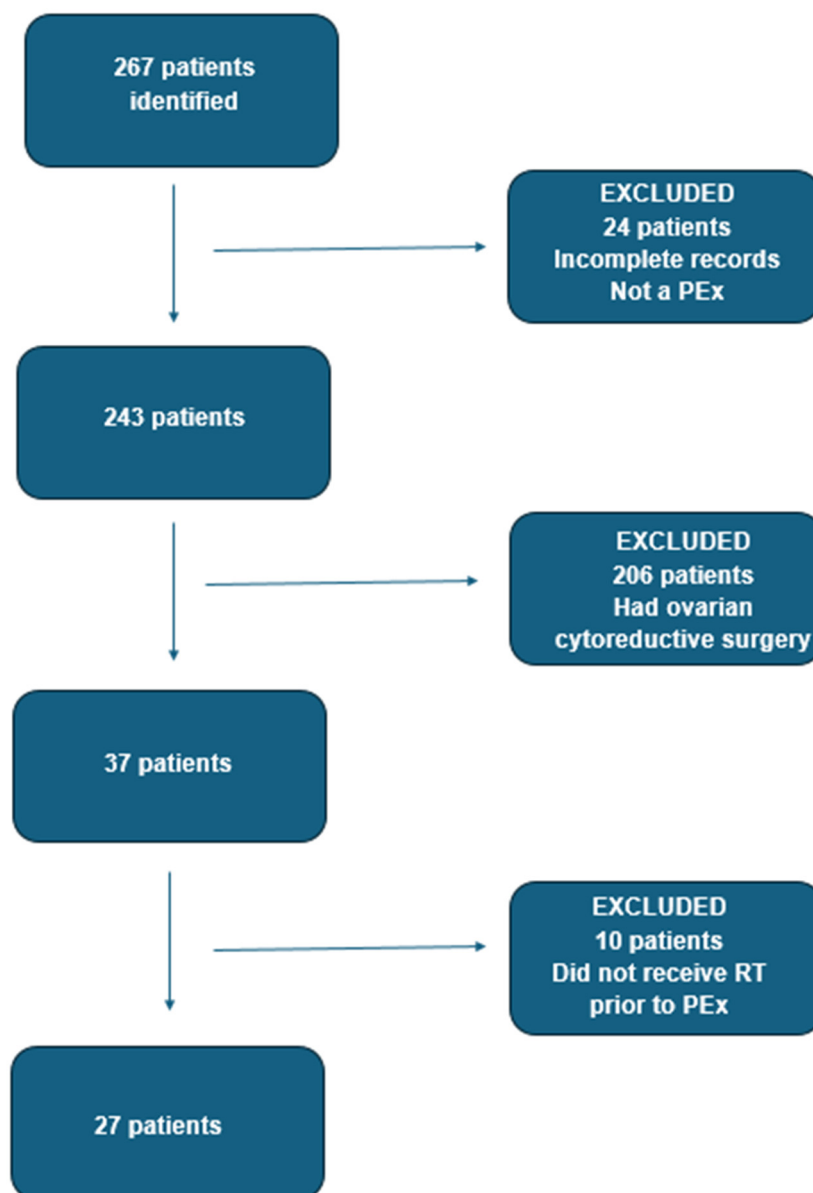 267 patients
identified
EXCLUDED
24 patients
Incomplete records
Not a PEx
243 patients
EXCLUDED
206 patients
Had ovarian
cytoreductive surgery
37 patients
EXCLUDED
10 patients
Did not receive RT
prior to PEx
27 patients